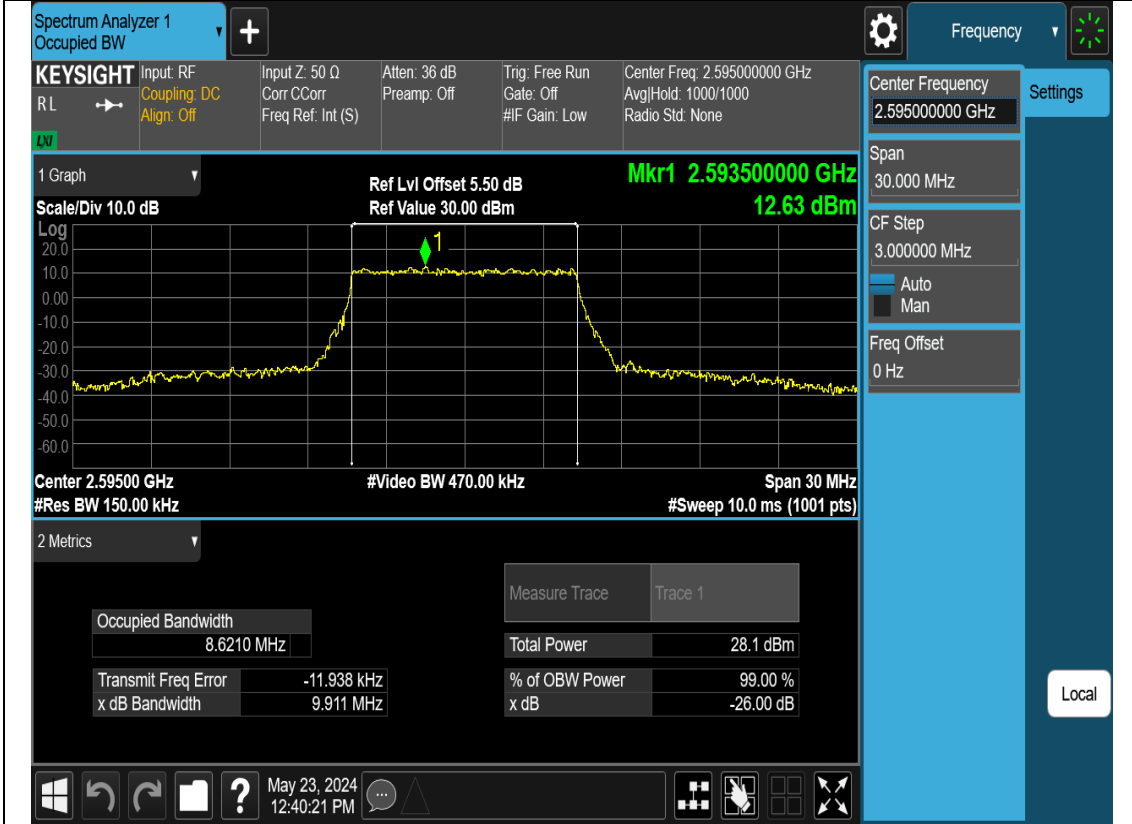 Spectrum Analyzer 1
Occupied BW
+
Frequency
KEYSIGHT
RL
LXI
Input: RF
Coupling: DC
Align: Off
Input Z: 50 Ω
Corr CCorr
Freq Ref: Int (S)
Atten: 36 dB
Preamp: Off
Trig: Free Run
Gate: Off
#IF Gain: Low
Center Freq: 2.595000000 GHz
Avg|Hold: 1000/1000
Radio Std: None
Center Frequency
2.595000000 GHz
Settings
Span
30.000 MHz
CF Step
3.000000 MHz
Auto
Man
Freq Offset
0 Hz
Local
1 Graph
Ref Lvl Offset 5.50 dB
Mkr1 2.593500000 GHz
Scale/Div 10.0 dB
Ref Value 30.00 dBm
12.63 dBm
Log
1
20.0
10.0
0.00
-10.0
-20.0
-30.0
-40.0
-50.0
-60.0
Center 2.59500 GHz
#Video BW 470.00 kHz
Span 30 MHz
#Res BW 150.00 kHz
#Sweep 10.0 ms (1001 pts)
2 Metrics
Measure Trace
Trace 1
Occupied Bandwidth
8.6210 MHz
Total Power
28.1 dBm
Transmit Freq Error
-11.938 kHz
% of OBW Power
99.00 %
x dB Bandwidth
9.911 MHz
x dB
-26.00 dB
?
May 23, 2024
12:40:21 PM